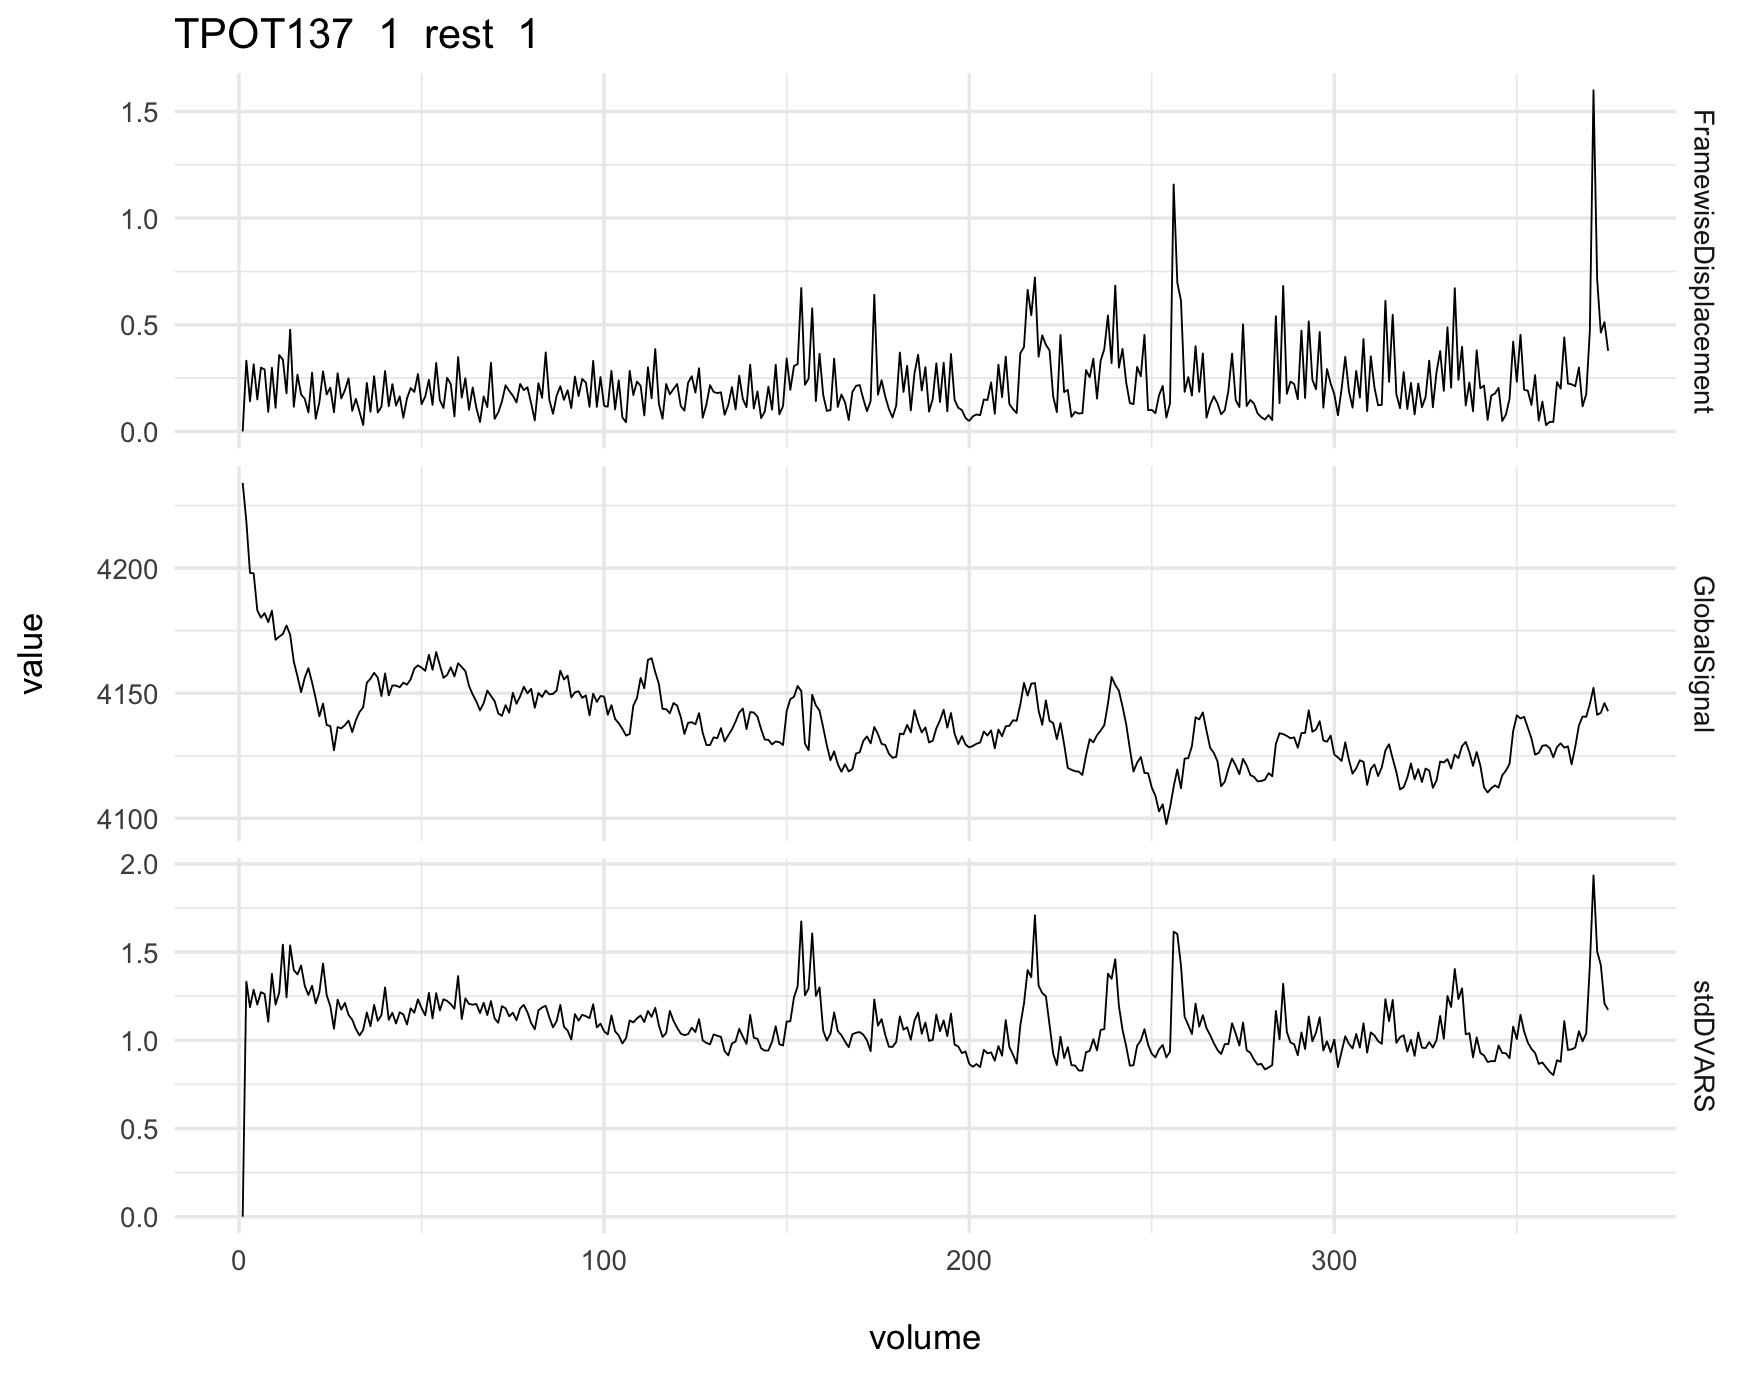 TPOT137 1 rest 1
1.5
1.0
0.5
0.0
FramewiseDisplacement
4200
4150
4100
GlobalSignal
value
2.0
1.5
1.0
0.5
0.0
stdDVARS
0 100 200 300
volume